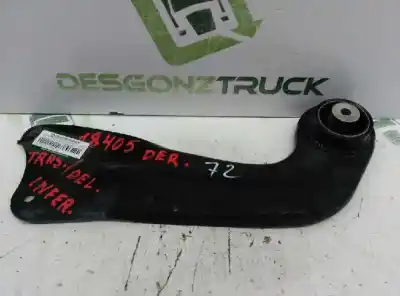 DESGONZTRUCK
18405 DER.
72
TRAS. DEL.
INFER.